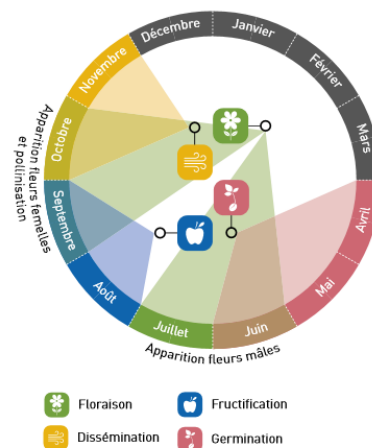 Décembre
Janvier
Février
Mars
Avril
Mai
Juin
Juillet
Août
Septembre
Octobre
Novembre
Apparition fleurs femelles
et pollinisation
Apparition fleurs mâles
Floraison
Fructification
Dissémination
Germination